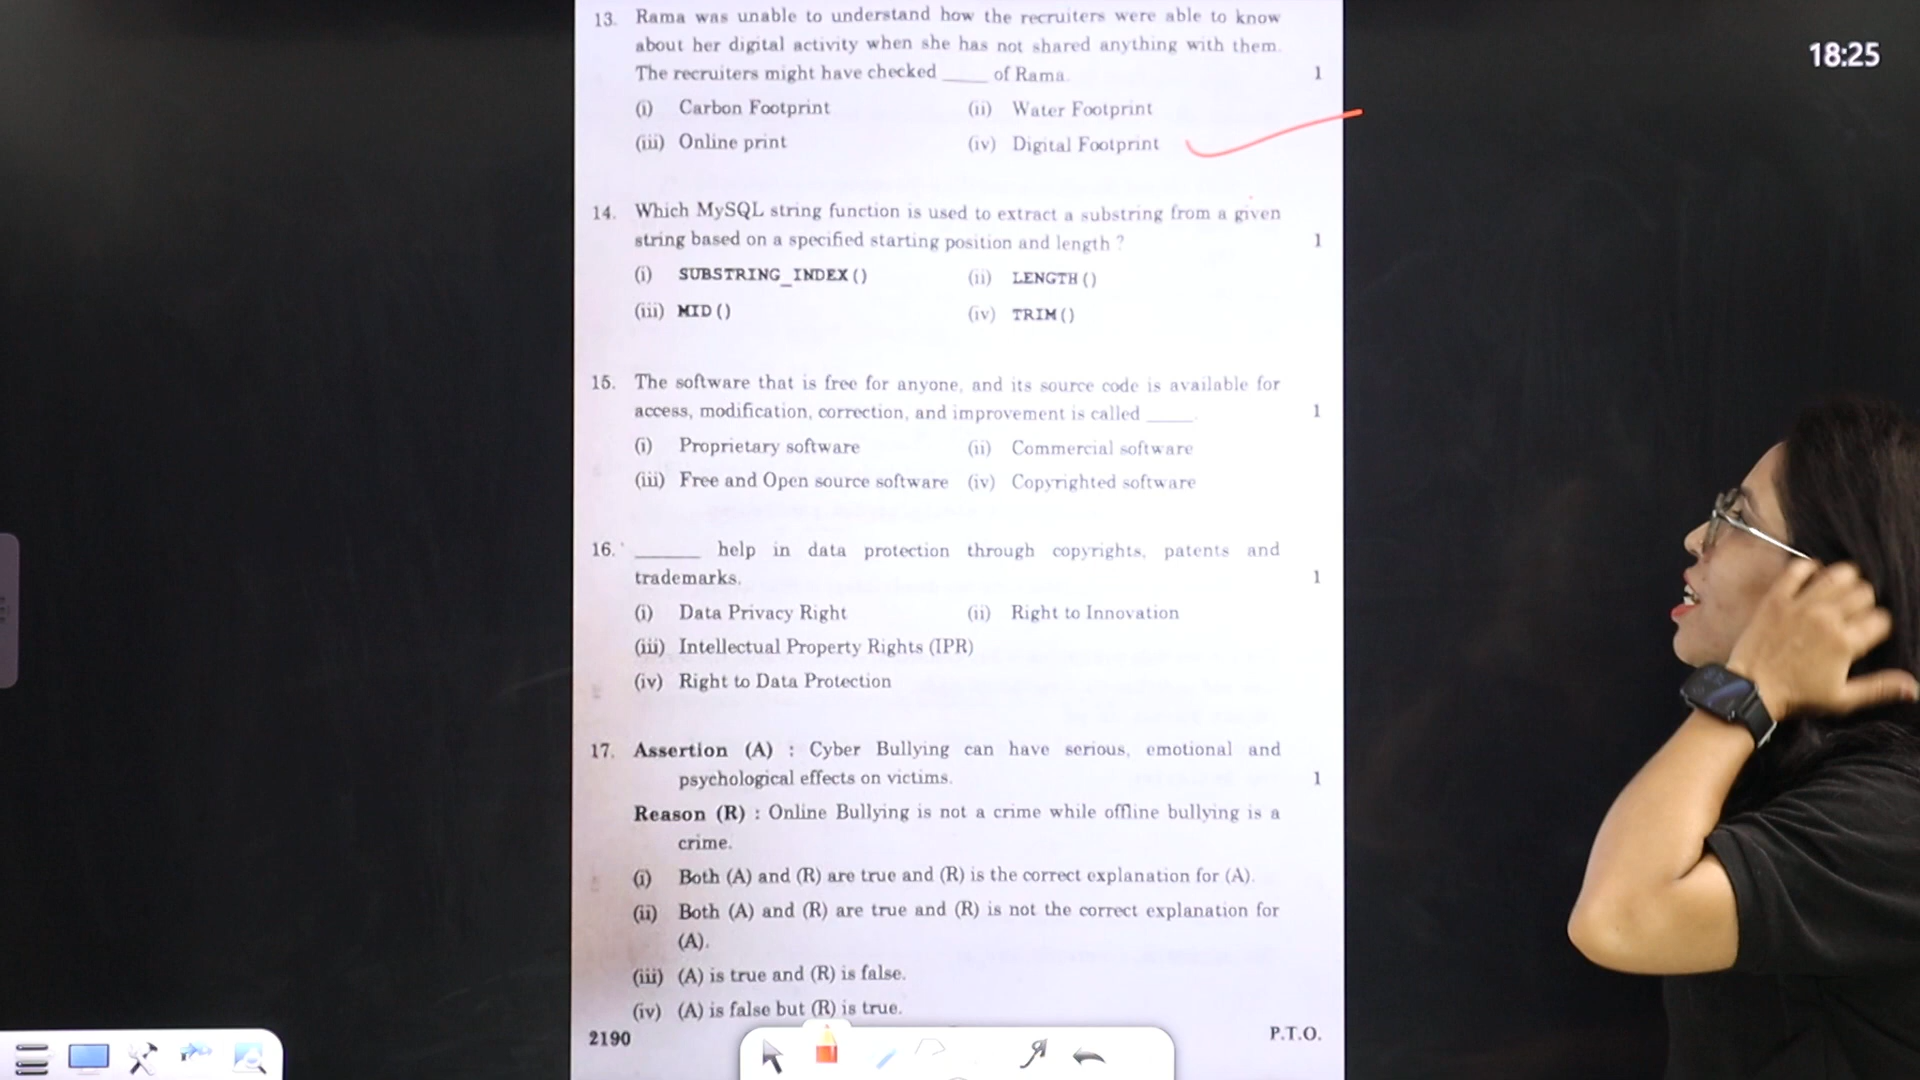 18:25
13. Rama was unable to understand how the recruiters were able to know
about her digital activity when she has not shared anything with them.
The recruiters might have checked _____ of Rama. 1
(i) Carbon Footprint (ii) Water Footprint
(iii) Online print (iv) Digital Footprint
14. Which MySQL string function is used to extract a substring from a given
string based on a specified starting position and length ? 1
(i) SUBSTRING_INDEX() (ii) LENGTH()
(iii) MID() (iv) TRIM()
15. The software that is free for anyone, and its source code is available for
access, modification, correction, and improvement is called _____. 1
(i) Proprietary software (ii) Commercial software
(iii) Free and Open source software (iv) Copyrighted software
16. ______ help in data protection through copyrights, patents and
trademarks. 1
(i) Data Privacy Right (ii) Right to Innovation
(iii) Intellectual Property Rights (IPR)
(iv) Right to Data Protection
17. Assertion (A) : Cyber Bullying can have serious, emotional and
psychological effects on victims. 1
Reason (R) : Online Bullying is not a crime while offline bullying is a
crime.
(i) Both (A) and (R) are true and (R) is the correct explanation for (A).
(ii) Both (A) and (R) are true and (R) is not the correct explanation for
(A).
(iii) (A) is true and (R) is false.
(iv) (A) is false but (R) is true.
2190 P.T.O.